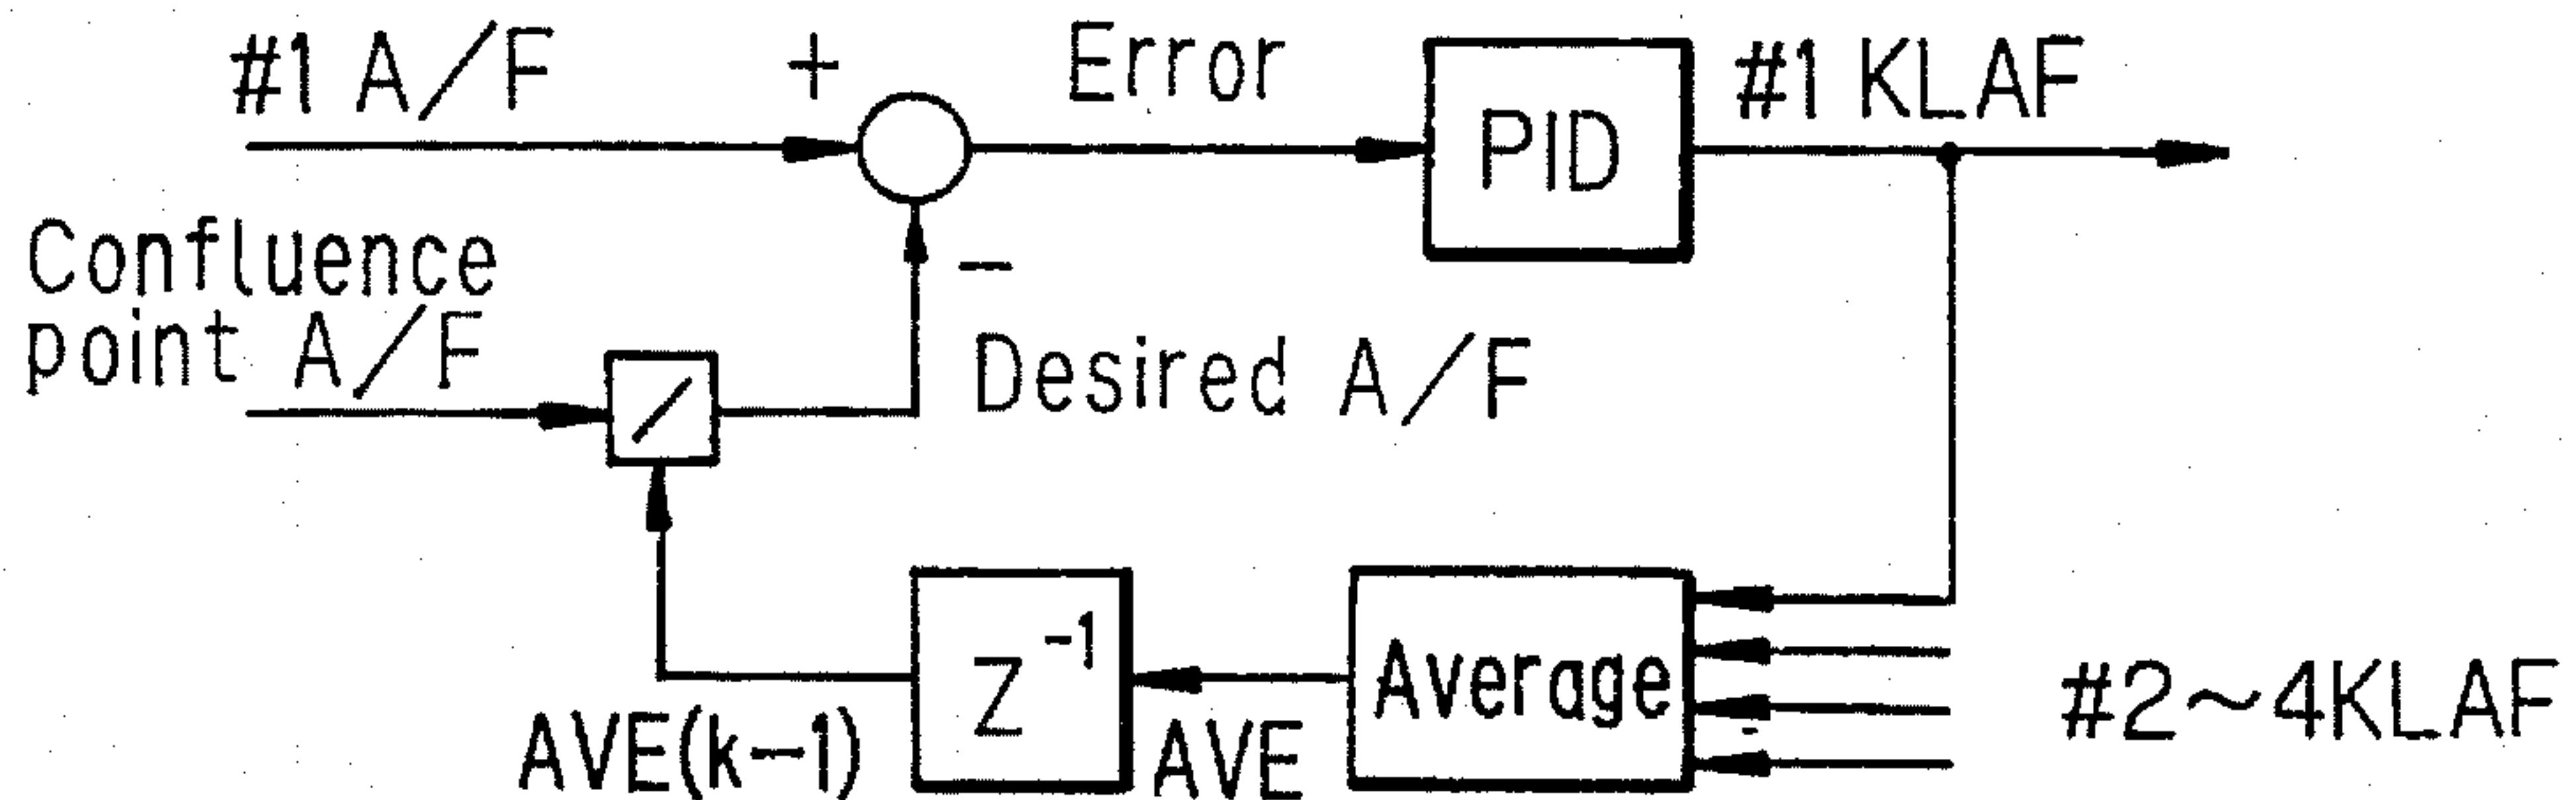 #1 A/F
+
Error
PID
#1 KLAF
Confluence
point A/F
−
Desired A/F
/
Z⁻¹
Average
#2~4KLAF
AVE(k−1)
AVE